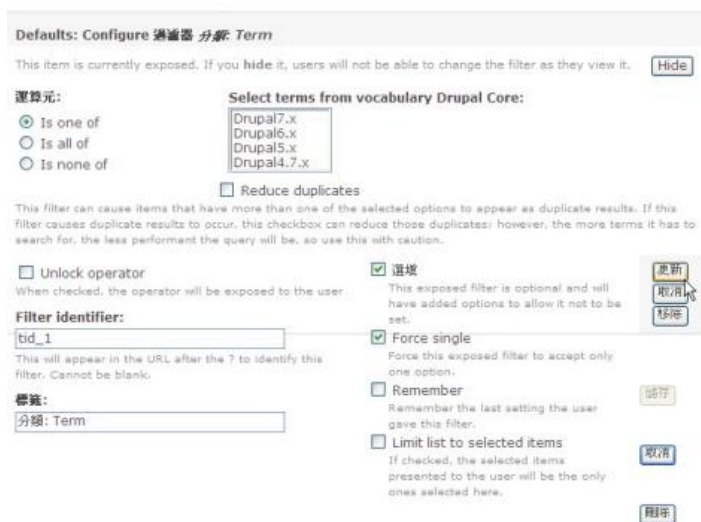 Defaults: Configure 過濾器 分類: Term
This item is currently exposed. If you hide it, users will not be able to change the filter as they view it.
Hide
運算元:
Is one of
Is all of
Is none of
Select terms from vocabulary Drupal Core:
Drupal7.x
Drupal6.x
Drupal5.x
Drupal4.7.x
Reduce duplicates
This filter can cause items that have more than one of the selected options to appear as duplicate results. If this
filter causes duplicate results to occur, this checkbox can reduce those duplicates; however, the more terms it has to
search for, the less performant the query will be, so use this with caution.
Unlock operator
When checked, the operator will be exposed to the user
Filter identifier:
tid_1
This will appear in the URL after the ? to identify this
filter. Cannot be blank.
標籤:
分類: Term
選填
This exposed filter is optional and will
have added options to allow it not to be
set.
Force single
Force this exposed filter to accept only
one option.
Remember
Remember the last setting the user
gave this filter.
Limit list to selected items
If checked, the selected items
presented to the user will be the only
ones selected here.
更新
取消
移除
儲存
取消
刪除